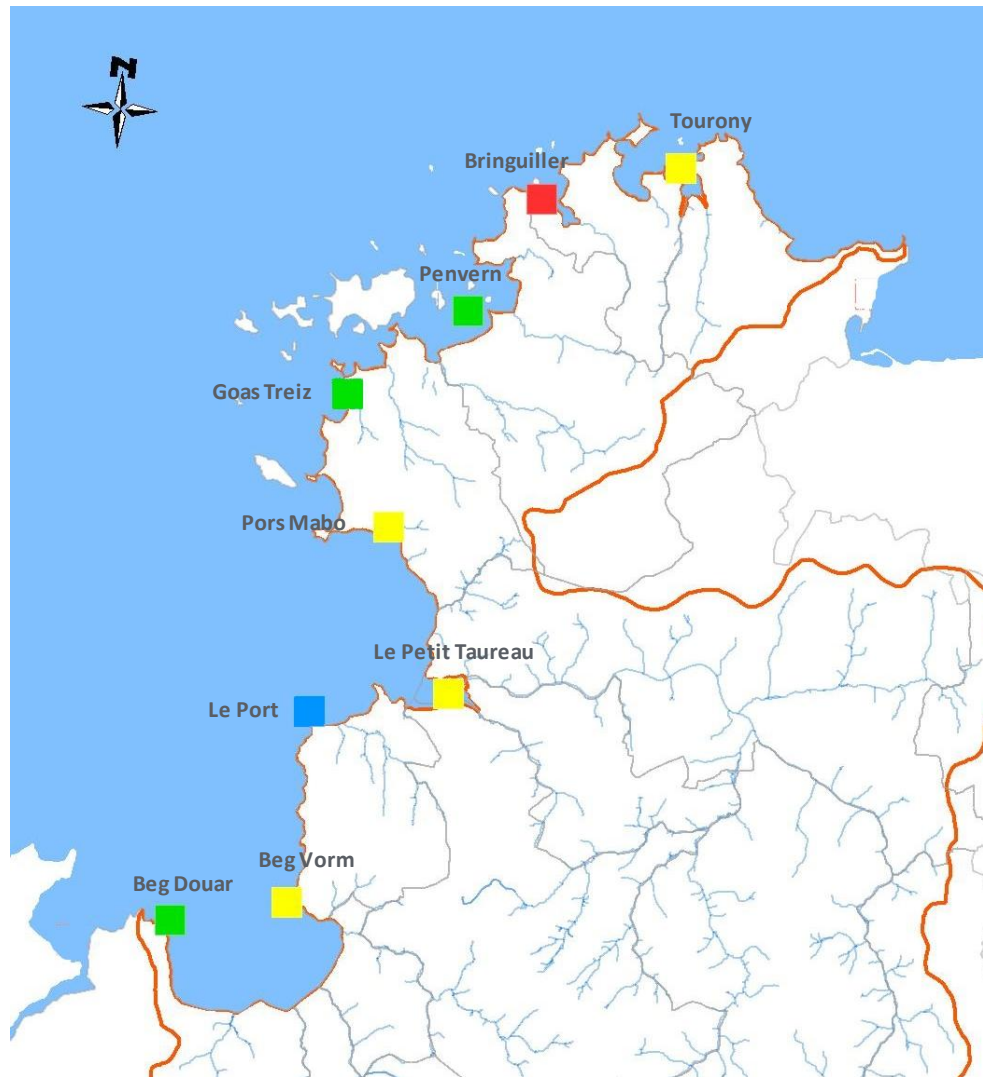 N
Tourony
Bringuiller
Penvern
Goas Treiz
Pors Mabo
Le Petit Taureau
Le Port
Beg Vorm
Beg Douar